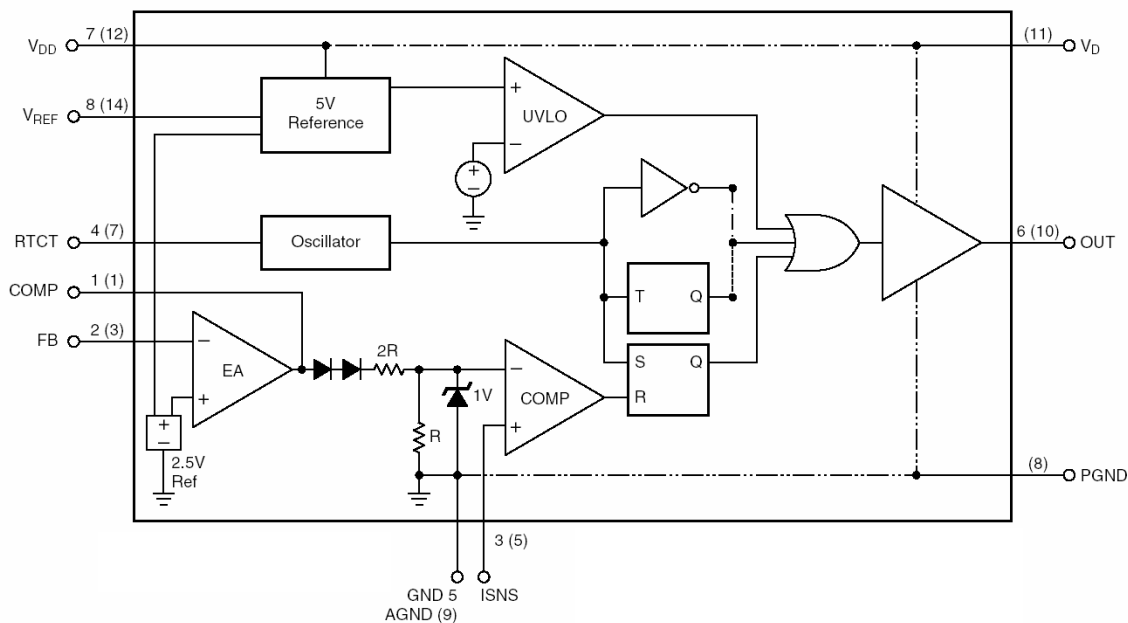 7 (12)
(11)
VDD
VD
8 (14)
VREF
5V
Reference
+
UVLO
−
+
−
4 (7)
RTCT
Oscillator
6 (10)
OUT
1 (1)
COMP
T Q
2 (3)
FB
−
EA
+
2R
1V
R
−
COMP
+
S Q
R
+
−
2.5V
Ref
(8)
PGND
3 (5)
GND 5
AGND (9)
ISNS